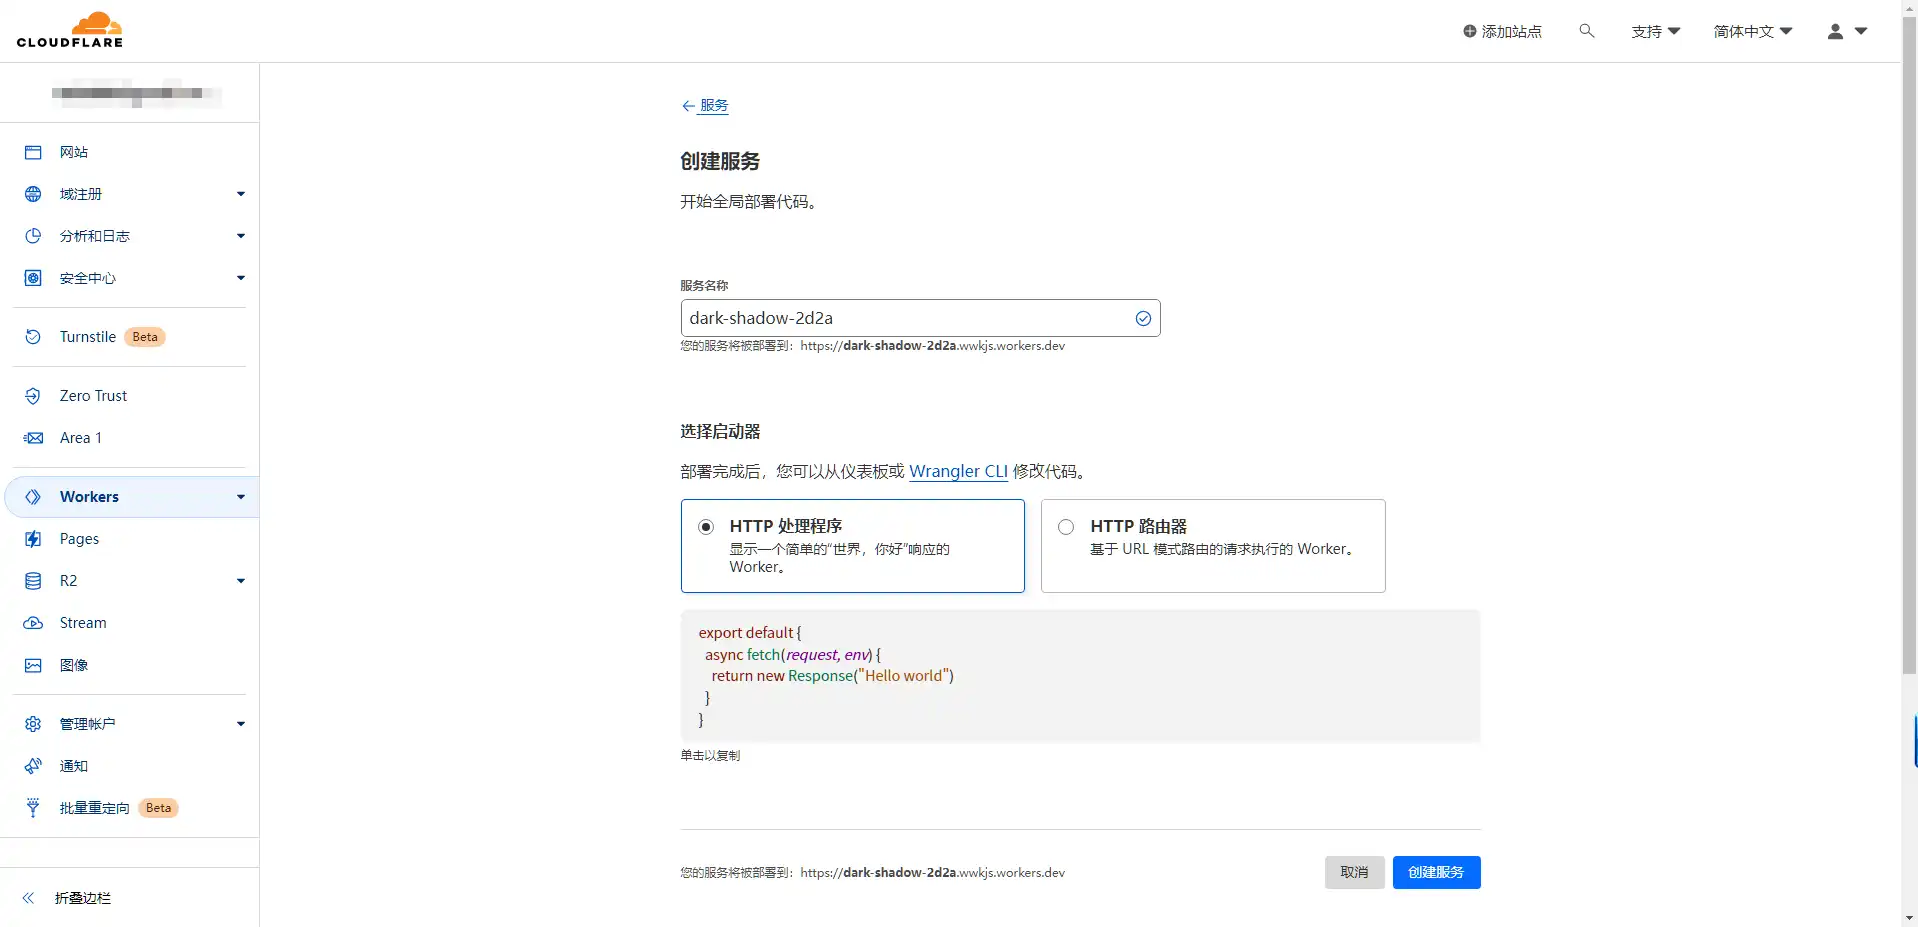 CLOUDFLARE
添加站点
支持
简体中文
网站
域注册
分析和日志
安全中心
Turnstile Beta
Zero Trust
Area 1
Workers
Pages
R2
Stream
图像
管理帐户
通知
批量重定向 Beta
折叠边栏
服务
创建服务
开始全局部署代码。
服务名称
dark-shadow-2d2a
您的服务将被部署到：https://dark-shadow-2d2a.wwkjs.workers.dev
选择启动器
部署完成后，您可以从仪表板或 Wrangler CLI 修改代码。
HTTP 处理程序
显示一个简单的“世界，你好”响应的
Worker。
HTTP 路由器
基于 URL 模式路由的请求执行的 Worker。
export default {
async fetch(request, env) {
return new Response("Hello world")
}
}
单击以复制
您的服务将被部署到：https://dark-shadow-2d2a.wwkjs.workers.dev
取消
创建服务